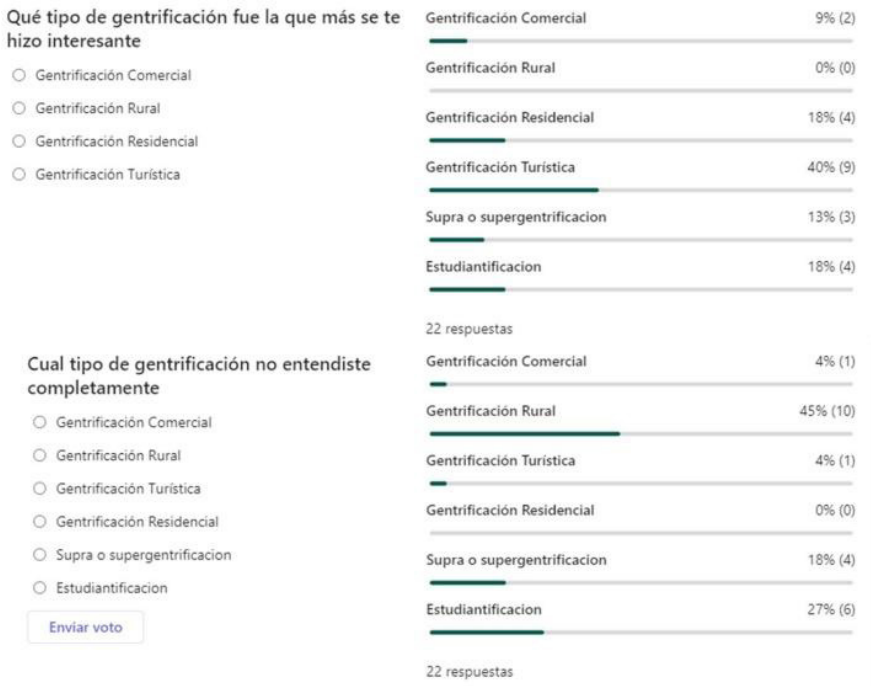 Qué tipo de gentrificación fue la que más se te
hizo interesante
Gentrificación Comercial
Gentrificación Rural
Gentrificación Residencial
Gentrificación Turística
Gentrificación Comercial 9% (2)
Gentrificación Rural 0% (0)
Gentrificación Residencial 18% (4)
Gentrificación Turística 40% (9)
Supra o supergentrificacion 13% (3)
Estudiantificacion 18% (4)
22 respuestas
Cual tipo de gentrificación no entendiste
completamente
Gentrificación Comercial
Gentrificación Rural
Gentrificación Turística
Gentrificación Residencial
Supra o supergentrificacion
Estudiantificacion
Enviar voto
Gentrificación Comercial 4% (1)
Gentrificación Rural 45% (10)
Gentrificación Turística 4% (1)
Gentrificación Residencial 0% (0)
Supra o supergentrificacion 18% (4)
Estudiantificacion 27% (6)
22 respuestas